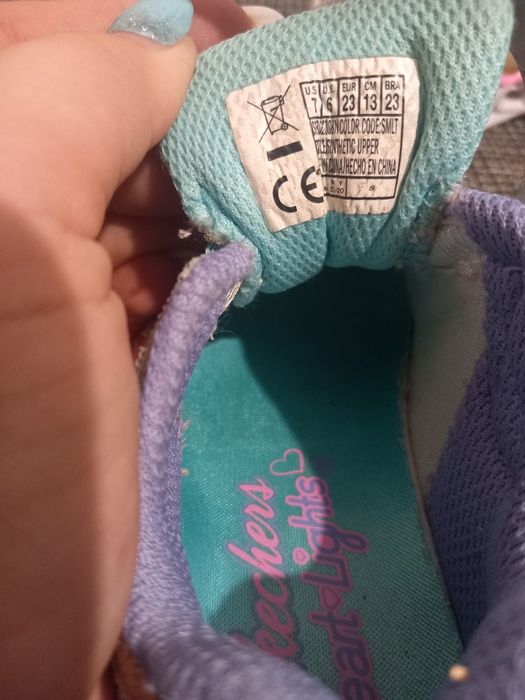 U.S U.K EUR CM BRA
7 6 23 13 23
COLOR CODE:SMLT
SYNTHETIC UPPER
CHINA/HECHO EN CHINA
CE
Skechers
Heart Lights